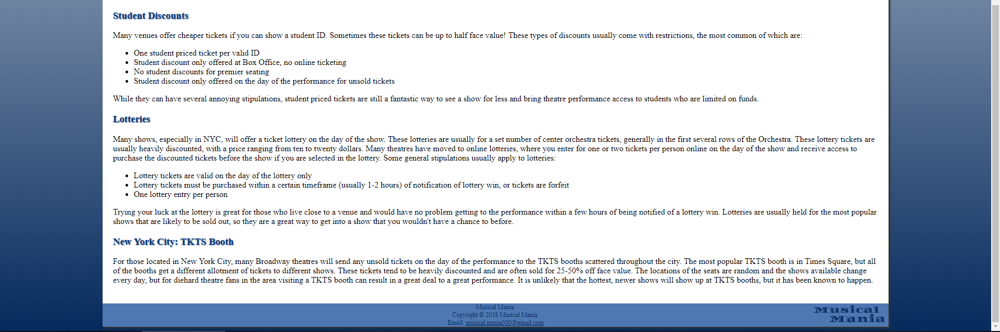 Student Discounts
Many venues offer cheaper tickets if you can show a student ID. Sometimes these tickets can be up to half face value! These types of discounts usually come with restrictions, the most common of which are:
One student priced ticket per valid ID
Student discount only offered at Box Office, no online ticketing
No student discounts for premier seating
Student discount only offered on the day of the performance for unsold tickets
While they can have several annoying stipulations, student priced tickets are still a fantastic way to see a show for less and bring theatre performance access to students who are limited on funds.
Lotteries
Many shows, especially in NYC, will offer a ticket lottery on the day of the show. These lotteries are usually for a set number of center orchestra tickets, generally in the first several rows of the Orchestra. These lottery tickets are
usually heavily discounted, with a price ranging from ten to twenty dollars. Many theatres have moved to online lotteries, where you enter for one or two tickets per person online on the day of the show and receive access to
purchase the discounted tickets before the show if you are selected in the lottery. Some general stipulations usually apply to lotteries:
Lottery tickets are valid on the day of the lottery only
Lottery tickets must be purchased within a certain timeframe (usually 1-2 hours) of notification of lottery win, or tickets are forfeit
One lottery entry per person
Trying your luck at the lottery is great for those who live close to a venue and would have no problem getting to the performance within a few hours of being notified of a lottery win. Lotteries are usually held for the most popular
shows that are likely to be sold out, so they are a great way to get into a show that you wouldn't have a chance to before.
New York City: TKTS Booth
For those located in New York City, many Broadway theatres will send any unsold tickets on the day of the performance to the TKTS booths scattered throughout the city. The most popular TKTS booth is in Times Square, but all
of the booths get a different allotment of tickets to different shows. These tickets tend to be heavily discounted and are often sold for 25-50% off face value. The locations of the seats are random and the shows available change
every day, but for diehard theatre fans in the area visiting a TKTS booth can result in a great deal to a great performance. It is unlikely that the hottest, newer shows will show up at TKTS booths, but it has been known to happen.
Musical Mania
Copyright © 2018 Musical Mania
Email: musical.mania300@gmail.com
Musical
Mania